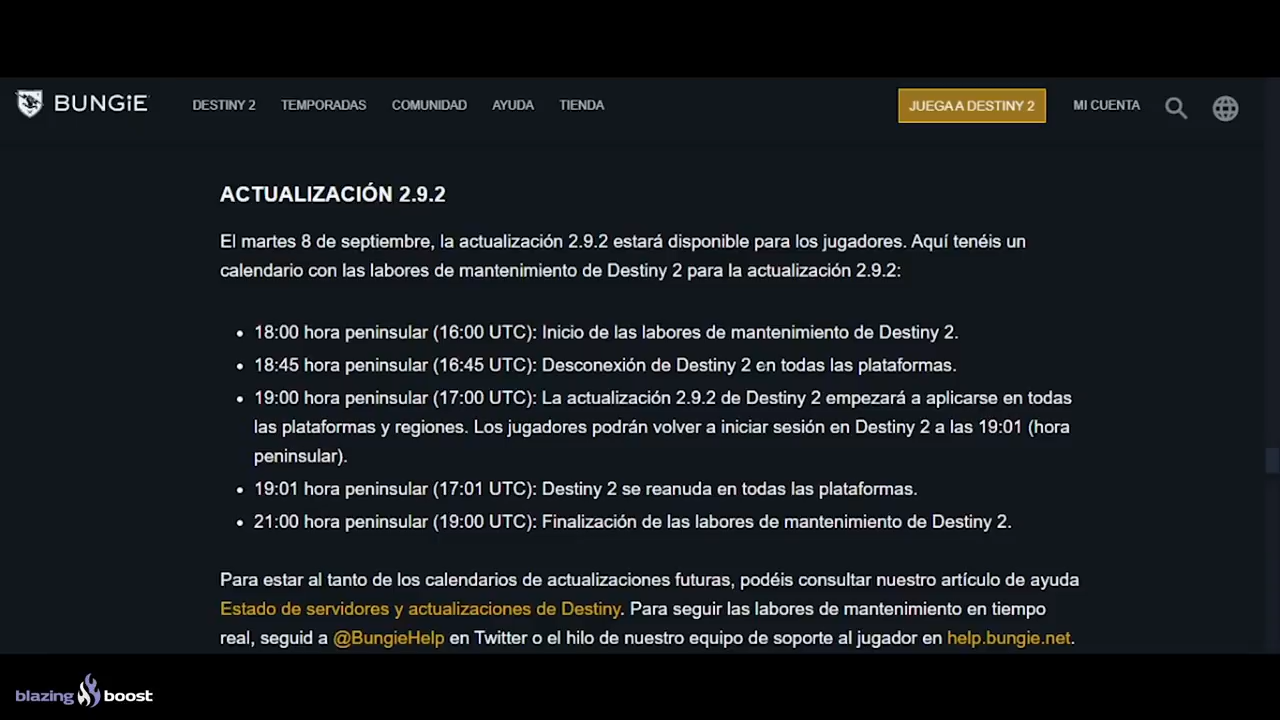 BUNGiE DESTINY 2 TEMPORADAS COMUNIDAD AYUDA TIENDA JUEGA A DESTINY 2 MI CUENTA
ACTUALIZACIÓN 2.9.2
El martes 8 de septiembre, la actualización 2.9.2 estará disponible para los jugadores. Aquí tenéis un
calendario con las labores de mantenimiento de Destiny 2 para la actualización 2.9.2:
• 18:00 hora peninsular (16:00 UTC): Inicio de las labores de mantenimiento de Destiny 2.
• 18:45 hora peninsular (16:45 UTC): Desconexión de Destiny 2 en todas las plataformas.
• 19:00 hora peninsular (17:00 UTC): La actualización 2.9.2 de Destiny 2 empezará a aplicarse en todas
las plataformas y regiones. Los jugadores podrán volver a iniciar sesión en Destiny 2 a las 19:01 (hora
peninsular).
• 19:01 hora peninsular (17:01 UTC): Destiny 2 se reanuda en todas las plataformas.
• 21:00 hora peninsular (19:00 UTC): Finalización de las labores de mantenimiento de Destiny 2.
Para estar al tanto de los calendarios de actualizaciones futuras, podéis consultar nuestro artículo de ayuda
Estado de servidores y actualizaciones de Destiny. Para seguir las labores de mantenimiento en tiempo
real, seguid a @BungieHelp en Twitter o el hilo de nuestro equipo de soporte al jugador en help.bungie.net.
blazing boost